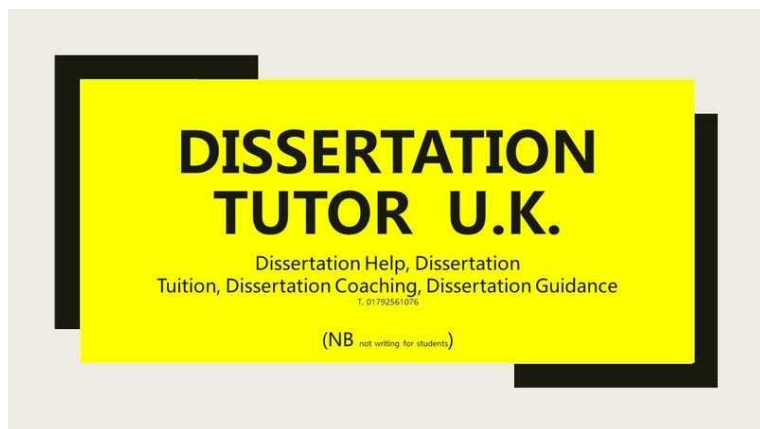 DISSERTATION
TUTOR U.K.
Dissertation Help, Dissertation
Tuition, Dissertation Coaching, Dissertation Guidance
T. 01792561076
(NB not writing for students)